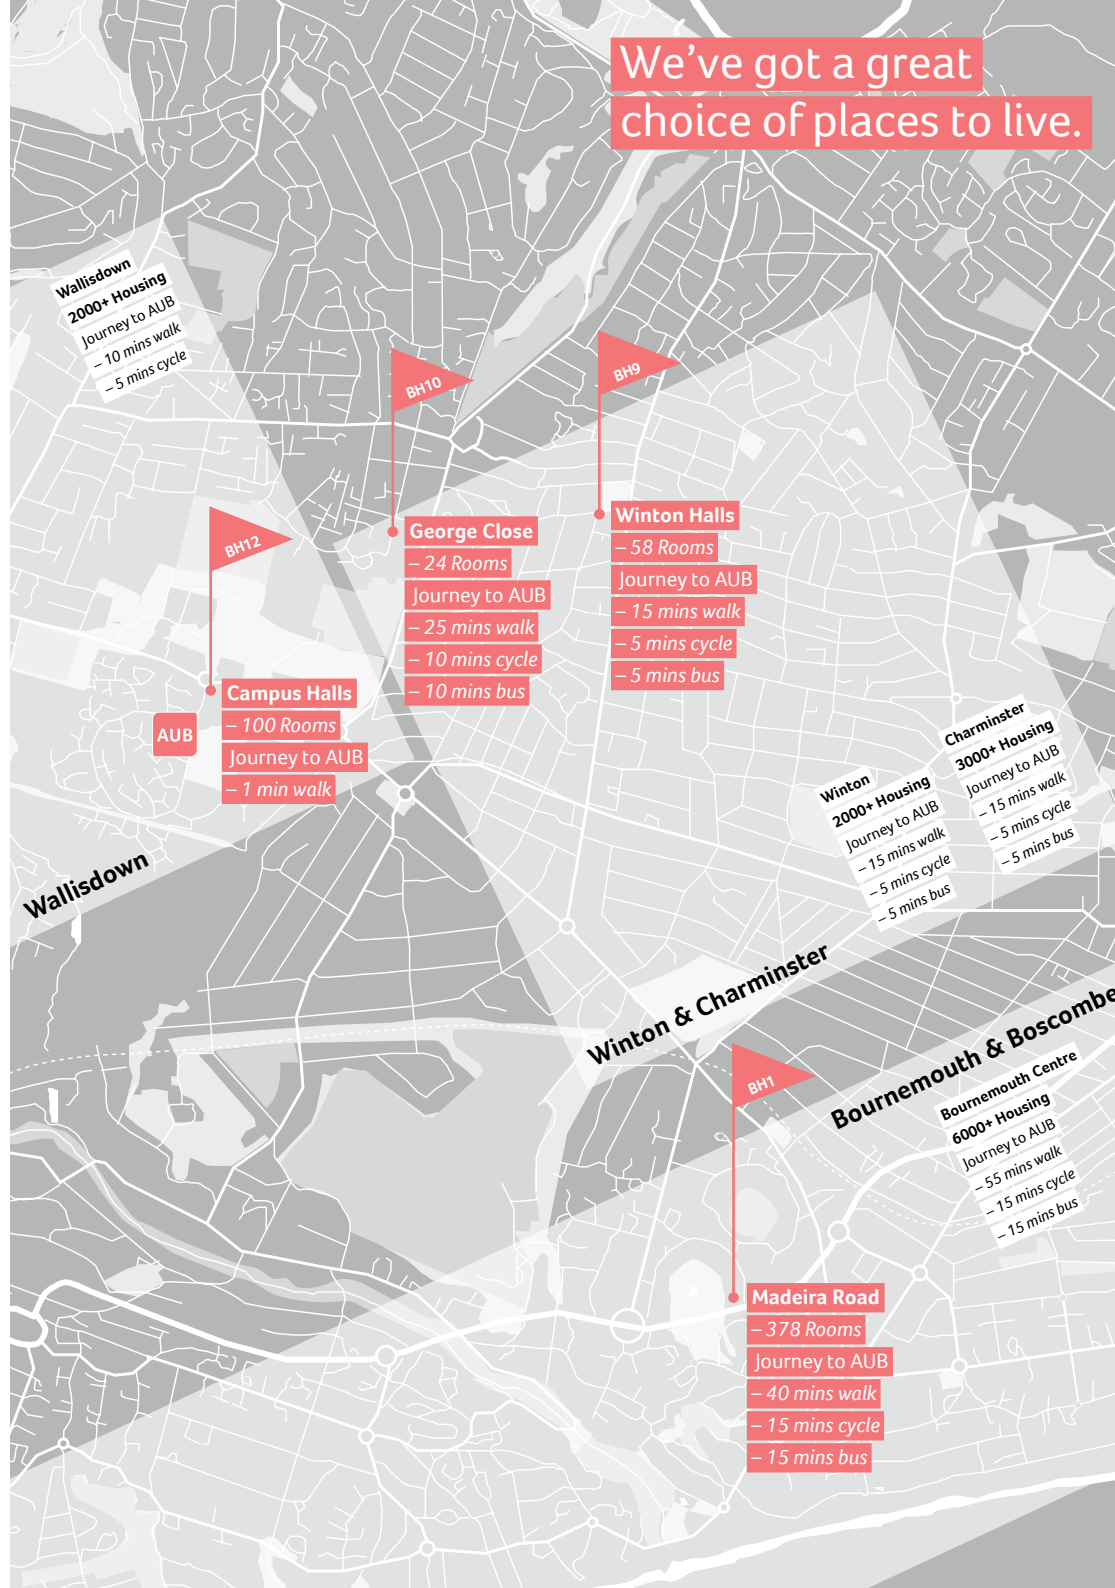 We've got a great
choice of places to live.
Wallisdown
2000+ Housing
Journey to AUB
– 10 mins walk
– 5 mins cycle
BH10
BH9
BH12
George Close
– 24 Rooms
Journey to AUB
– 25 mins walk
– 10 mins cycle
– 10 mins bus
Winton Halls
– 58 Rooms
Journey to AUB
– 15 mins walk
– 5 mins cycle
– 5 mins bus
Campus Halls
– 100 Rooms
Journey to AUB
– 1 min walk
AUB
Charminster
3000+ Housing
Journey to AUB
– 15 mins walk
– 5 mins cycle
– 5 mins bus
Winton
2000+ Housing
Journey to AUB
– 15 mins walk
– 5 mins cycle
– 5 mins bus
Wallisdown
Winton & Charminster
Bournemouth & Boscombe
BH1
Bournemouth Centre
6000+ Housing
Journey to AUB
– 55 mins walk
– 15 mins cycle
– 15 mins bus
Madeira Road
– 378 Rooms
Journey to AUB
– 40 mins walk
– 15 mins cycle
– 15 mins bus